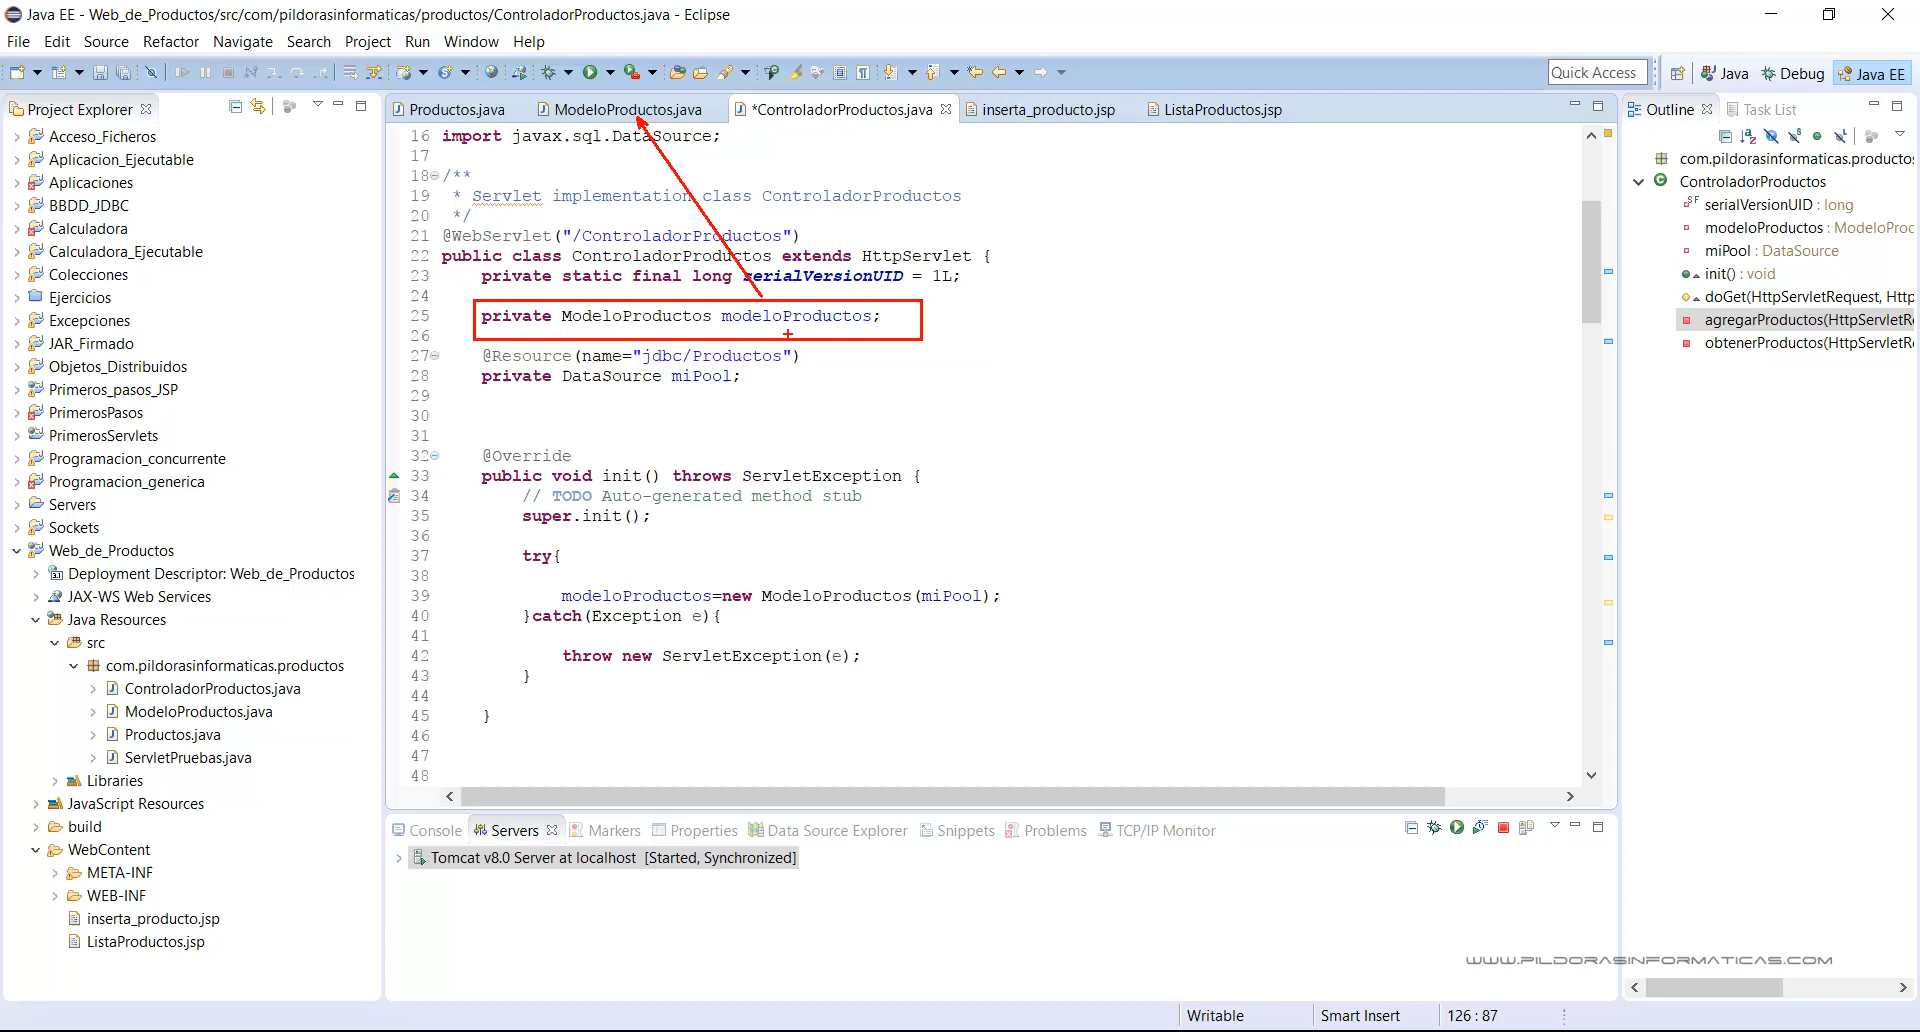 Java EE - Web_de_Productos/src/com/pildorasinformaticas/productos/ControladorProductos.java - Eclipse
File Edit Source Refactor Navigate Search Project Run Window Help
Quick Access
Java
Debug
Java EE
Project Explorer
Acceso_Ficheros
Aplicacion_Ejecutable
Aplicaciones
BBDD_JDBC
Calculadora
Calculadora_Ejecutable
Colecciones
Ejercicios
Excepciones
JAR_Firmado
Objetos_Distribuidos
Primeros_pasos_JSP
PrimerosPasos
PrimerosServlets
Programacion_concurrente
Programacion_generica
Servers
Sockets
Web_de_Productos
Deployment Descriptor: Web_de_Productos
JAX-WS Web Services
Java Resources
src
com.pildorasinformaticas.productos
ControladorProductos.java
ModeloProductos.java
Productos.java
ServletPruebas.java
Libraries
JavaScript Resources
build
WebContent
META-INF
WEB-INF
inserta_producto.jsp
ListaProductos.jsp
Productos.java ModeloProductos.java *ControladorProductos.java inserta_producto.jsp ListaProductos.jsp
16 import javax.sql.DataSource;
17
18 /**
19 * Servlet implementation class ControladorProductos
20 */
21 @WebServlet("/ControladorProductos")
22 public class ControladorProductos extends HttpServlet {
23 private static final long serialVersionUID = 1L;
24
25 private ModeloProductos modeloProductos;
26
27 @Resource(name="jdbc/Productos")
28 private DataSource miPool;
29
30
31
32 @Override
33 public void init() throws ServletException {
34 // TODO Auto-generated method stub
35 super.init();
36
37 try{
38
39 modeloProductos=new ModeloProductos(miPool);
40 }catch(Exception e){
41
42 throw new ServletException(e);
43 }
44
45 }
46
47
48
Console Servers Markers Properties Data Source Explorer Snippets Problems TCP/IP Monitor
Tomcat v8.0 Server at localhost [Started, Synchronized]
Outline Task List
com.pildorasinformaticas.productos
ControladorProductos
serialVersionUID : long
modeloProductos : ModeloProd
miPool : DataSource
init() : void
doGet(HttpServletRequest, Http
agregarProductos(HttpServletR
obtenerProductos(HttpServletR
WWW.PILDORASINFORMATICAS.COM
Writable Smart Insert 126 : 87